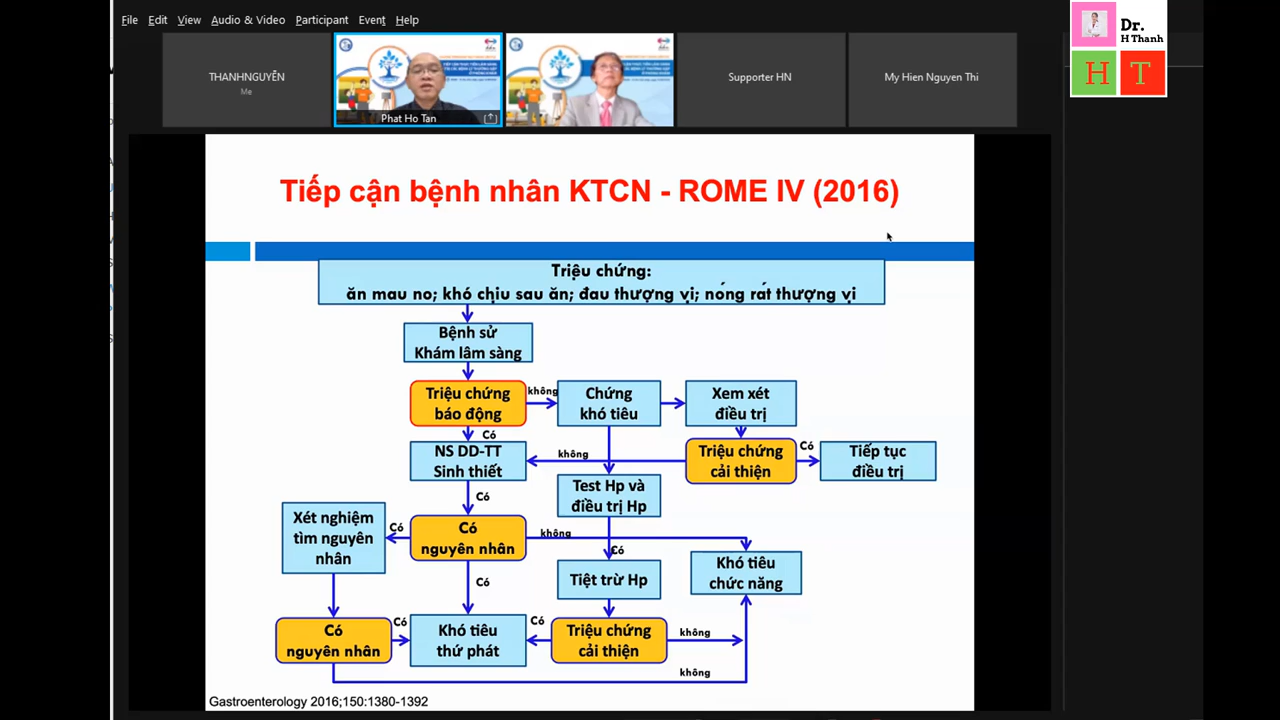 File Edit View Audio & Video Participant Event Help
Dr.
H Thanh
H T
THANHNGUYỄN
Me
Phat Ho Tan
Supporter HN
My Hien Nguyen Thi
Tiếp cận bệnh nhân KTCN - ROME IV (2016)
Triệu chứng:
ăn mau no; khó chịu sau ăn; đau thượng vị; nóng rát thượng vị
Bệnh sử
Khám lâm sàng
Triệu chứng
báo động
không
Chứng
khó tiêu
Xem xét
điều trị
Có
NS DD-TT
Sinh thiết
không
Triệu chứng
cải thiện
Có
Tiếp tục
điều trị
Có
Test Hp và
điều trị Hp
Xét nghiệm
tìm nguyên
nhân
Có
Có
nguyên nhân
không
Có
Khó tiêu
chức năng
Có
Tiệt trừ Hp
Có
nguyên nhân
Có
Khó tiêu
thứ phát
Có
Triệu chứng
cải thiện
không
không
Gastroenterology 2016;150:1380-1392